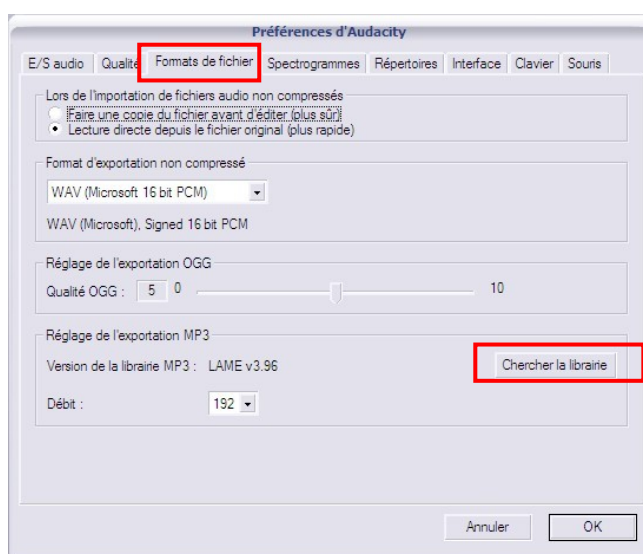 Préférences d'Audacity
E/S audio Qualité Formats de fichier Spectrogrammes Répertoires Interface Clavier Souris
Lors de l'importation de fichiers audio non compressés
Faire une copie du fichier avant d'éditer (plus sûr)
Lecture directe depuis le fichier original (plus rapide)
Format d'exportation non compressé
WAV (Microsoft 16 bit PCM)
WAV (Microsoft), Signed 16 bit PCM
Réglage de l'exportation OGG
Qualité OGG : 5 0 10
Réglage de l'exportation MP3
Version de la librairie MP3 : LAME v3.96 Chercher la librairie
Débit : 192
Annuler OK